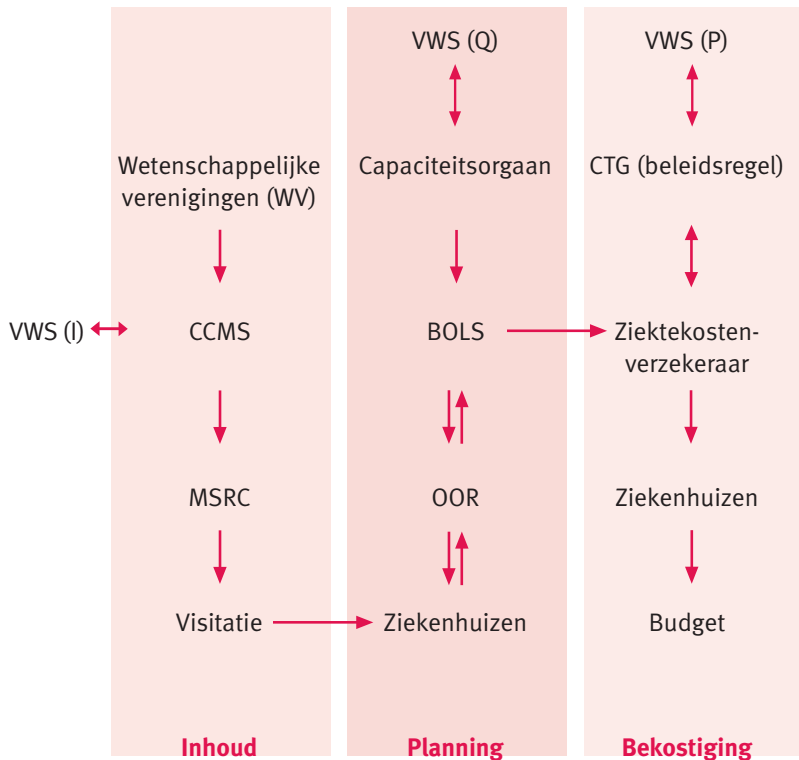 VWS (Q)
VWS (P)
Wetenschappelijke
verenigingen (WV)
Capaciteitsorgaan
CTG (beleidsregel)
VWS (I)
CCMS
BOLS
Ziektekosten-
verzekeraar
MSRC
OOR
Ziekenhuizen
Visitatie
Ziekenhuizen
Budget
Inhoud
Planning
Bekostiging